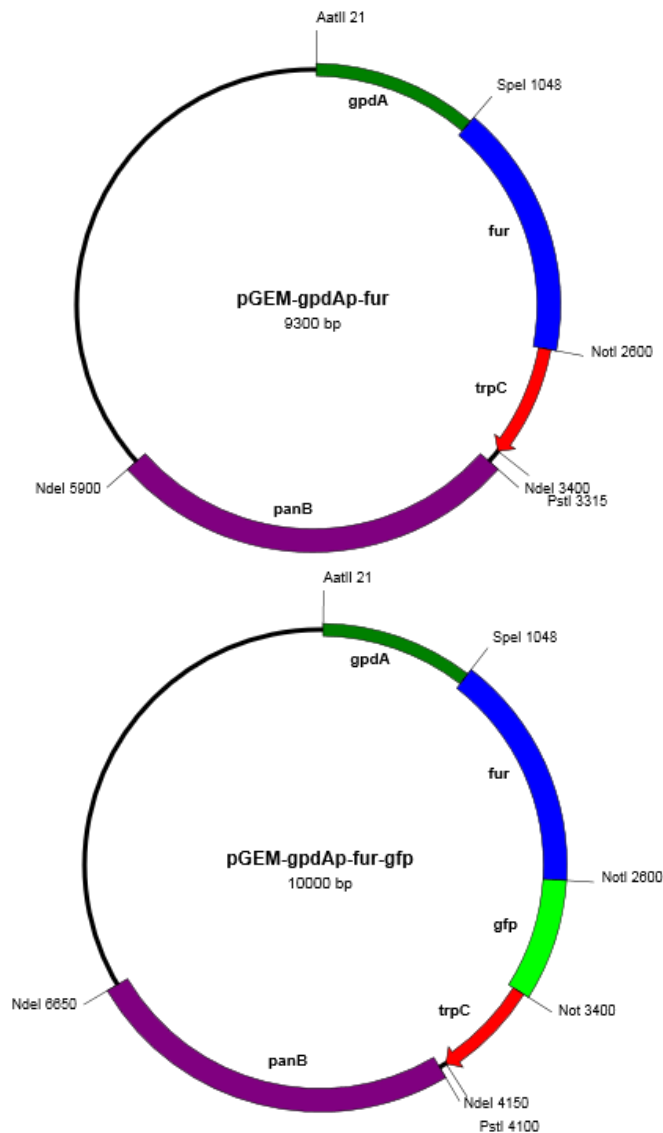 AatII 21
gpdA
SpeI 1048
fur
pGEM-gpdAp-fur
9300 bp
NotI 2600
trpC
NdeI 5900
NdeI 3400
PstI 3315
panB
AatII 21
gpdA
SpeI 1048
fur
pGEM-gpdAp-fur-gfp
10000 bp
NotI 2600
gfp
NdeI 6650
Not 3400
trpC
panB
NdeI 4150
PstI 4100